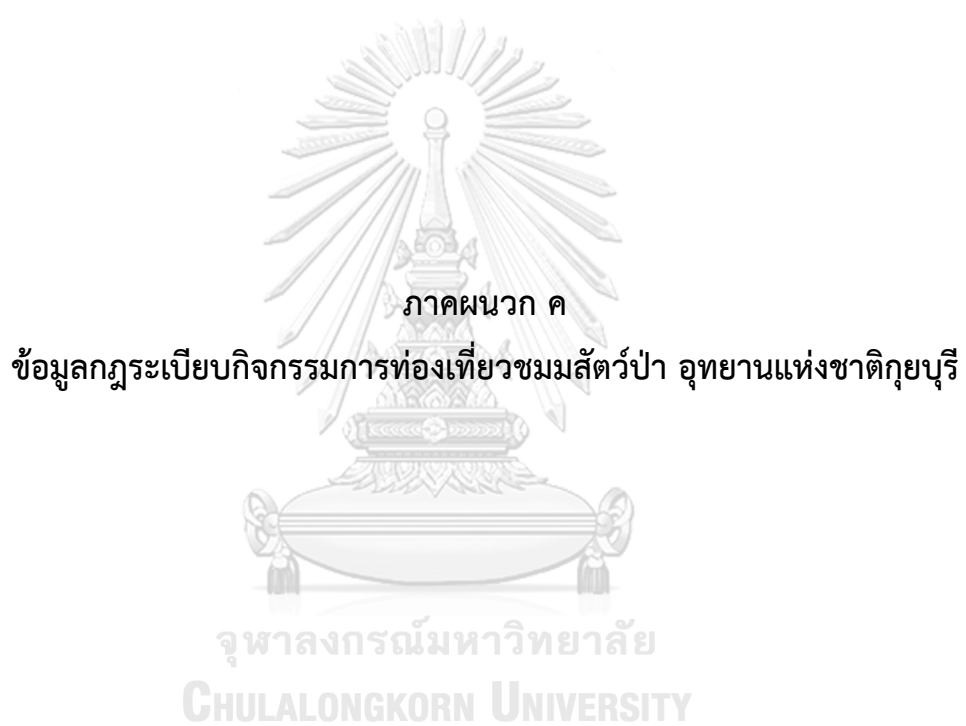 ภาคผนวก ค
ข้อมูลกฎระเบียบกิจกรรมการท่องเที่ยวชมมสัตว์ป่า อุทยานแห่งชาติกุยบุรี
จุฬาลงกรณ์มหาวิทยาลัย
CHULALONGKORN UNIVERSITY